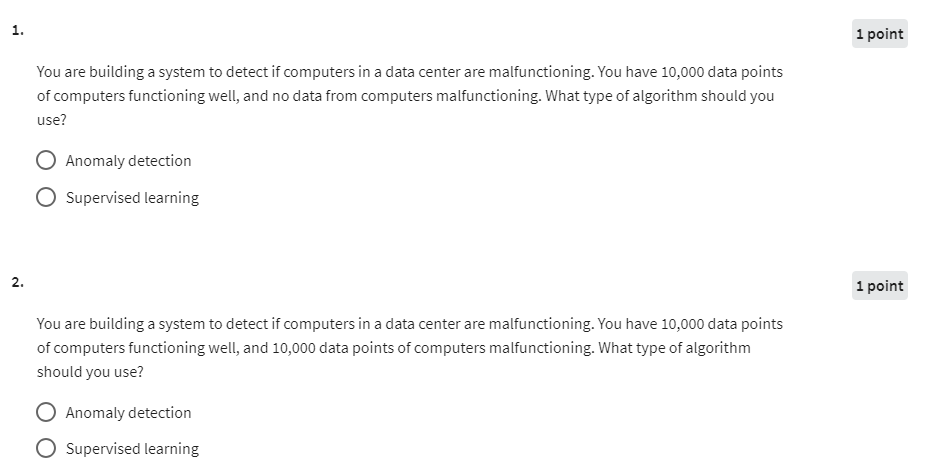 1.
1 point
You are building a system to detect if computers in a data center are malfunctioning. You have 10,000 data points
of computers functioning well, and no data from computers malfunctioning. What type of algorithm should you
use?
Anomaly detection
Supervised learning
2.
1 point
You are building a system to detect if computers in a data center are malfunctioning. You have 10,000 data points
of computers functioning well, and 10,000 data points of computers malfunctioning. What type of algorithm
should you use?
Anomaly detection
Supervised learning